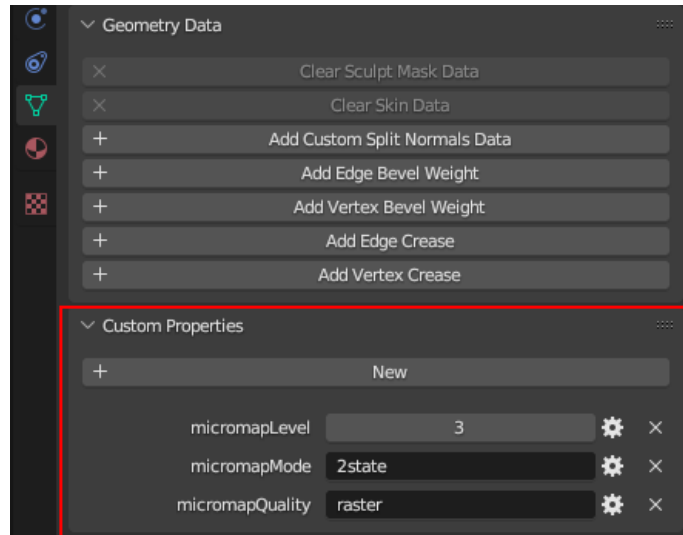 Geometry Data
Clear Sculpt Mask Data
Clear Skin Data
Add Custom Split Normals Data
Add Edge Bevel Weight
Add Vertex Bevel Weight
Add Edge Crease
Add Vertex Crease
Custom Properties
New
micromapLevel 3
micromapMode 2state
micromapQuality raster